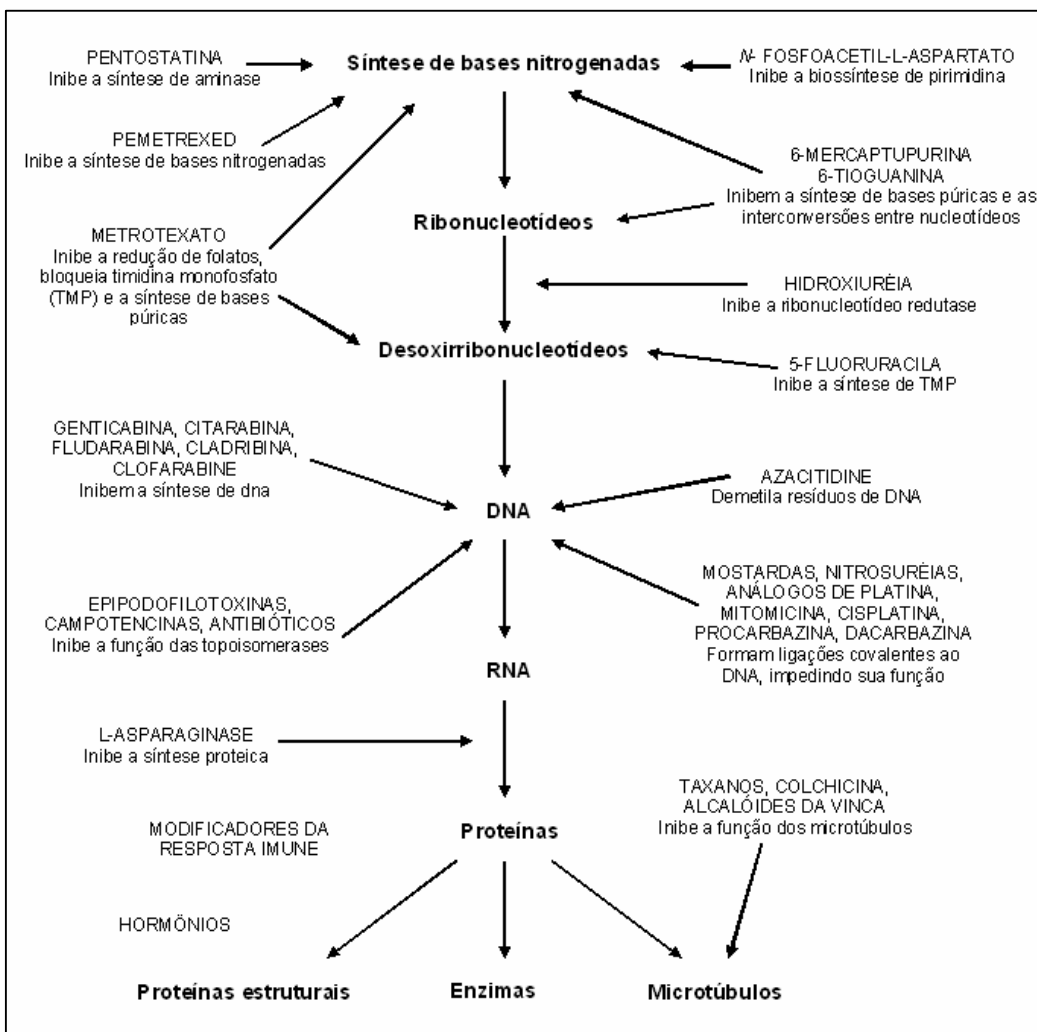 PENTOSTATINA
Inibe a síntese de aminase
Síntese de bases nitrogenadas
N- FOSFOACETIL-L-ASPARTATO
Inibe a biossíntese de pirimidina
PEMETREXED
Inibe a síntese de bases nitrogenadas
6-MERCAPTUPURINA
6-TIOGUANINA
Inibem a síntese de bases púricas e as
interconversões entre nucleotídeos
Ribonucleotídeos
METROTEXATO
Inibe a redução de folatos,
bloqueia timidina monofosfato
(TMP) e a síntese de bases
púricas
HIDROXIURÉIA
Inibe a ribonucleotídeo redutase
Desoxirribonucleotídeos
5-FLUORURACILA
Inibe a síntese de TMP
GENTICABINA, CITARABINA,
FLUDARABINA, CLADRIBINA,
CLOFARABINE
Inibem a síntese de dna
AZACITIDINE
Demetila resíduos de DNA
DNA
MOSTARDAS, NITROSURÉIAS,
ANÁLOGOS DE PLATINA,
MITOMICINA, CISPLATINA,
PROCARBAZINA, DACARBAZINA
Formam ligações covalentes ao
DNA, impedindo sua função
EPIPODOFILOTOXINAS,
CAMPOTENCINAS, ANTIBIÓTICOS
Inibe a função das topoisomerases
RNA
L-ASPARAGINASE
Inibe a síntese proteica
TAXANOS, COLCHICINA,
ALCALÓIDES DA VINCA
Inibe a função dos microtúbulos
MODIFICADORES DA
RESPOSTA IMUNE
Proteínas
HORMÔNIOS
Proteínas estruturais
Enzimas
Microtúbulos